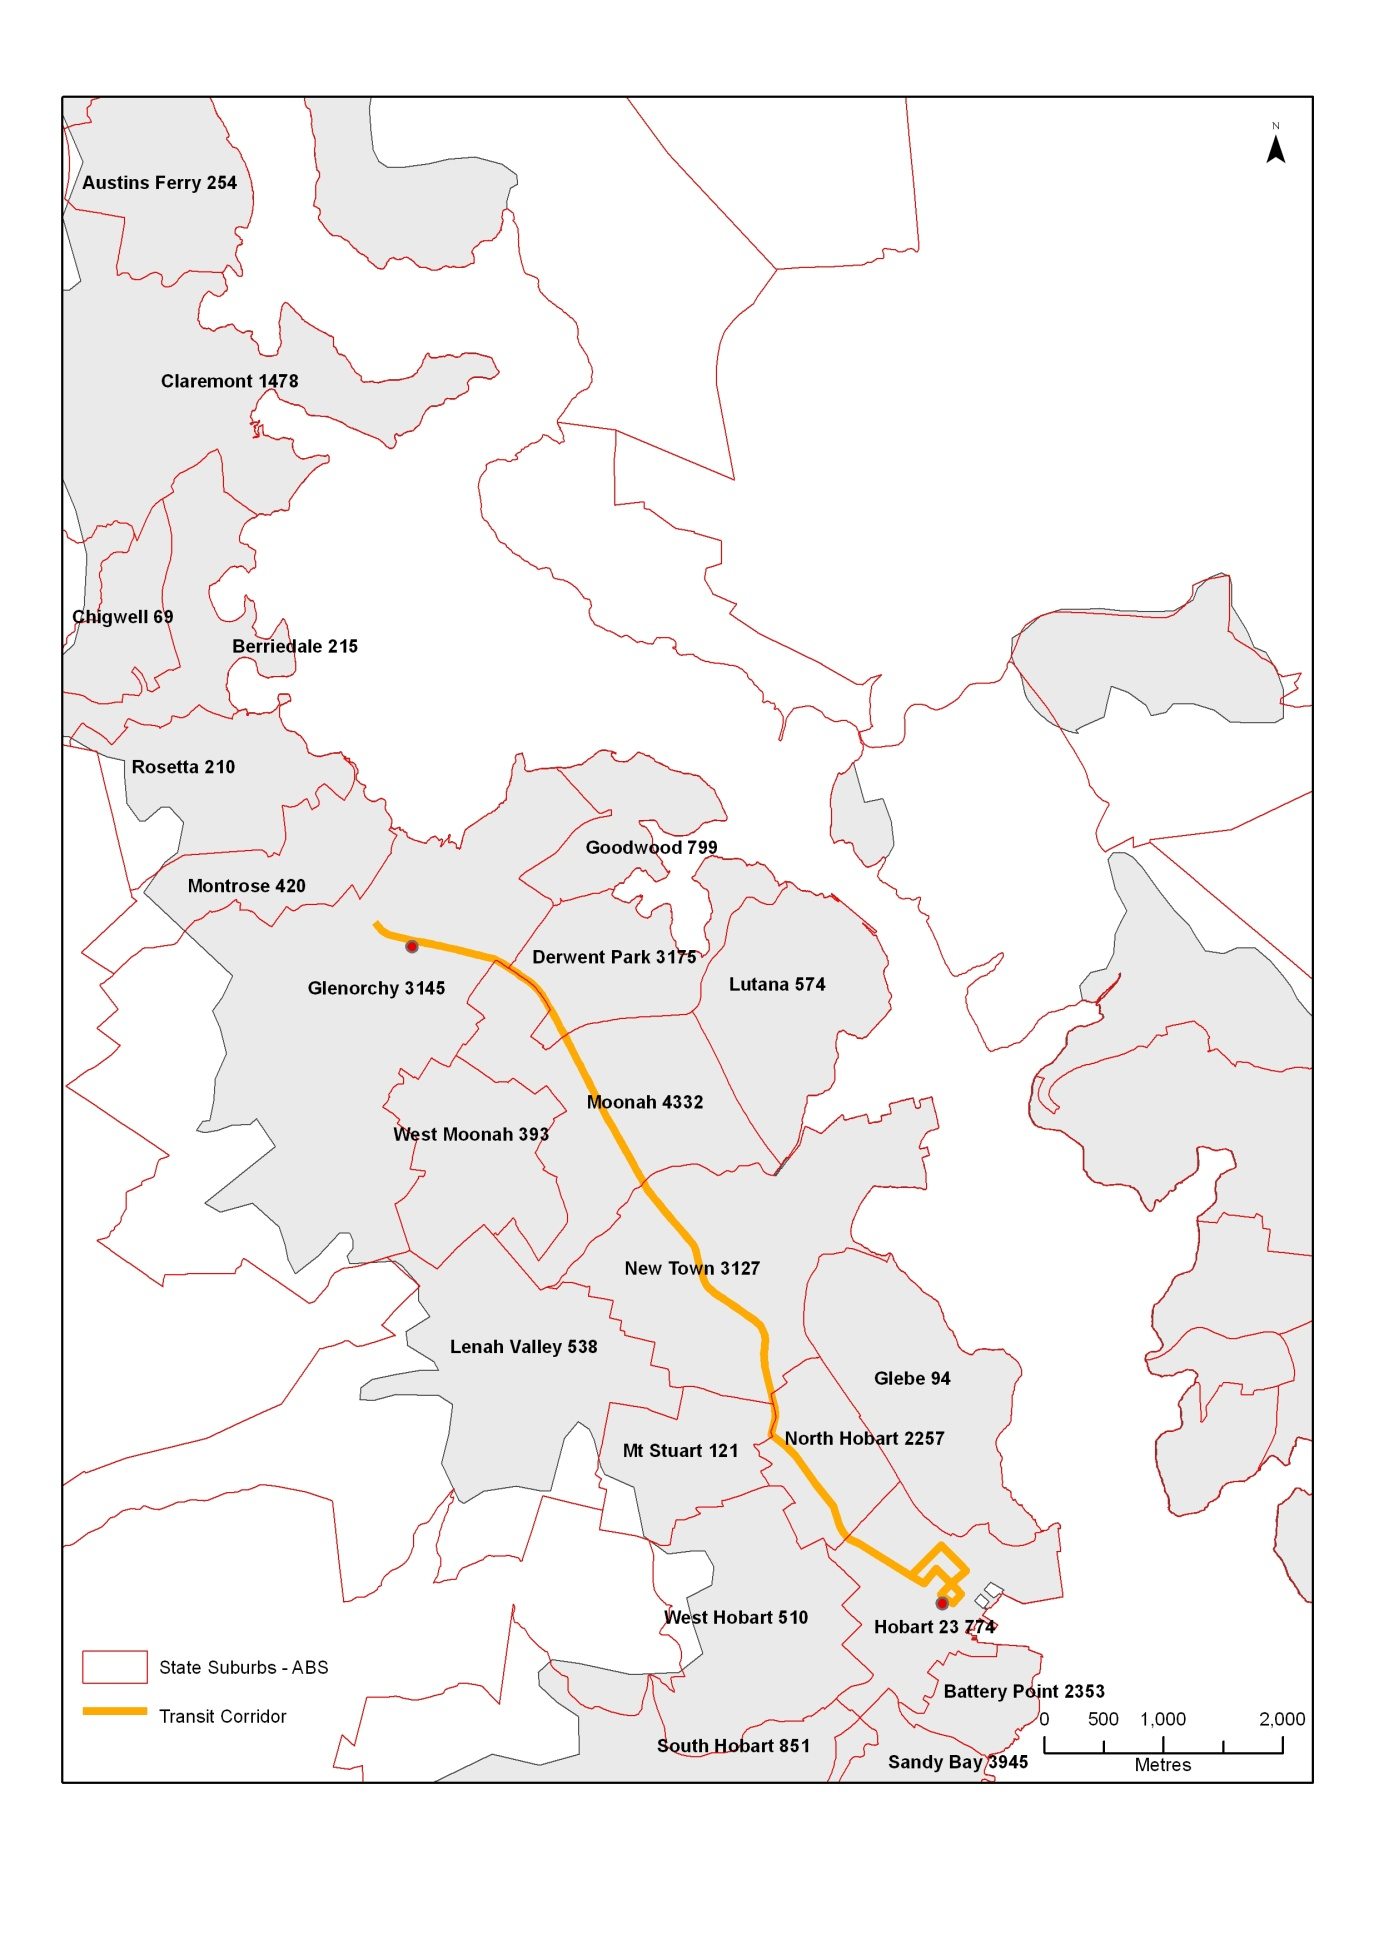 N
Austins Ferry 254
Claremont 1478
Chigwell 69
Berriedale 215
Rosetta 210
Goodwood 799
Montrose 420
Derwent Park 3175
Glenorchy 3145
Lutana 574
Moonah 4332
West Moonah 393
New Town 3127
Lenah Valley 538
Glebe 94
North Hobart 2257
Mt Stuart 121
West Hobart 510
Hobart 23 774
State Suburbs - ABS
Battery Point 2353
Transit Corridor
0 500 1,000 2,000
South Hobart 851
Sandy Bay 3945
Metres